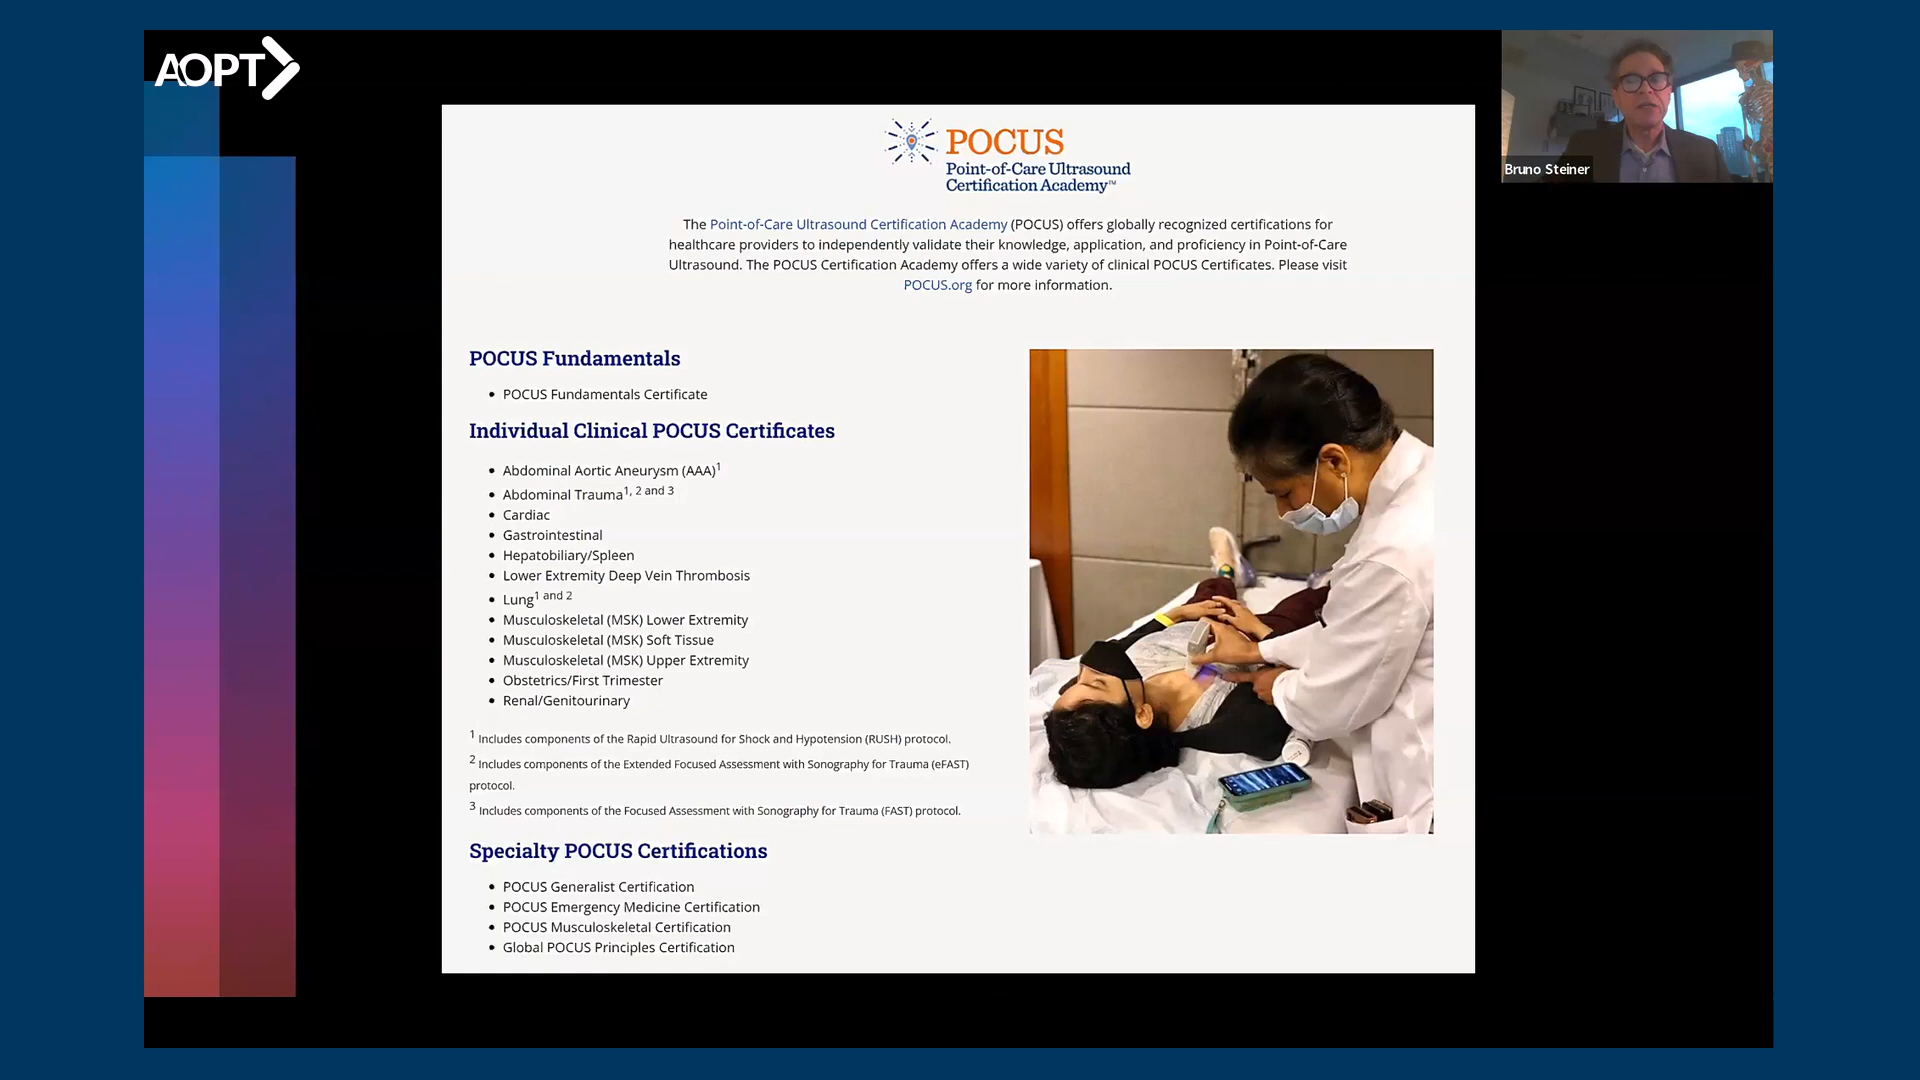 AOPT
POCUS
Point-of-Care Ultrasound
Certification Academy™
Bruno Steiner
The Point-of-Care Ultrasound Certification Academy (POCUS) offers globally recognized certifications for
healthcare providers to independently validate their knowledge, application, and proficiency in Point-of-Care
Ultrasound. The POCUS Certification Academy offers a wide variety of clinical POCUS Certificates. Please visit
POCUS.org for more information.
POCUS Fundamentals
• POCUS Fundamentals Certificate
Individual Clinical POCUS Certificates
• Abdominal Aortic Aneurysm (AAA)1
• Abdominal Trauma1, 2 and 3
• Cardiac
• Gastrointestinal
• Hepatobiliary/Spleen
• Lower Extremity Deep Vein Thrombosis
• Lung1 and 2
• Musculoskeletal (MSK) Lower Extremity
• Musculoskeletal (MSK) Soft Tissue
• Musculoskeletal (MSK) Upper Extremity
• Obstetrics/First Trimester
• Renal/Genitourinary
1 Includes components of the Rapid Ultrasound for Shock and Hypotension (RUSH) protocol.
2 Includes components of the Extended Focused Assessment with Sonography for Trauma (eFAST)
protocol.
3 Includes components of the Focused Assessment with Sonography for Trauma (FAST) protocol.
Specialty POCUS Certifications
• POCUS Generalist Certification
• POCUS Emergency Medicine Certification
• POCUS Musculoskeletal Certification
• Global POCUS Principles Certification